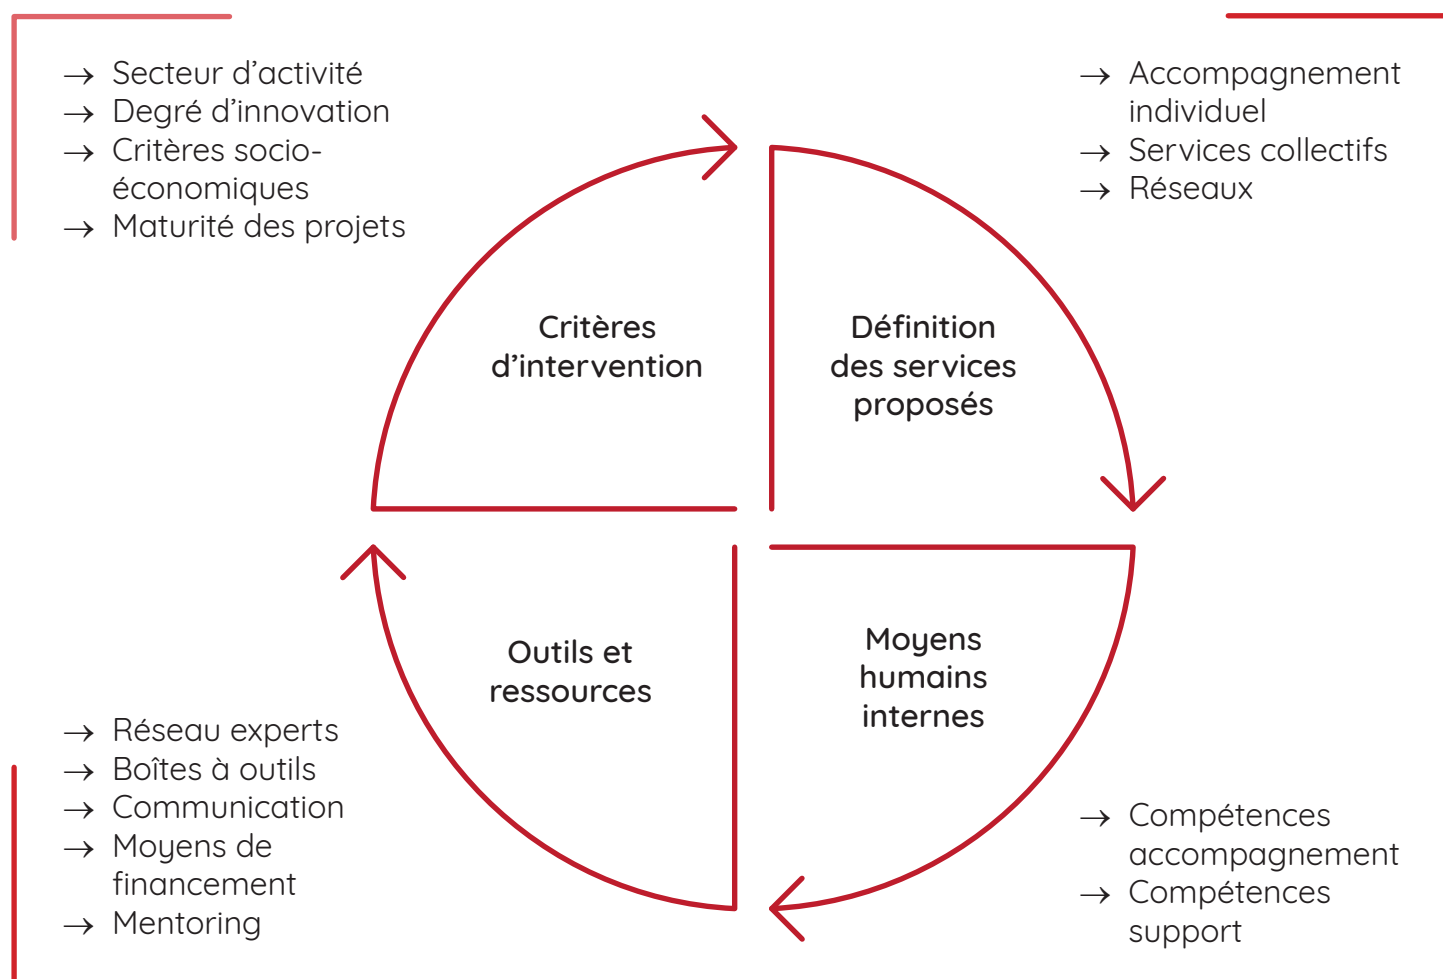 → Secteur d’activité
→ Degré d’innovation
→ Critères socio-
économiques
→ Maturité des projets
→ Accompagnement
individuel
→ Services collectifs
→ Réseaux
Critères
d’intervention
Définition
des services
proposés
Outils et
ressources
Moyens
humains
internes
→ Réseau experts
→ Boîtes à outils
→ Communication
→ Moyens de
financement
→ Mentoring
→ Compétences
accompagnement
→ Compétences
support